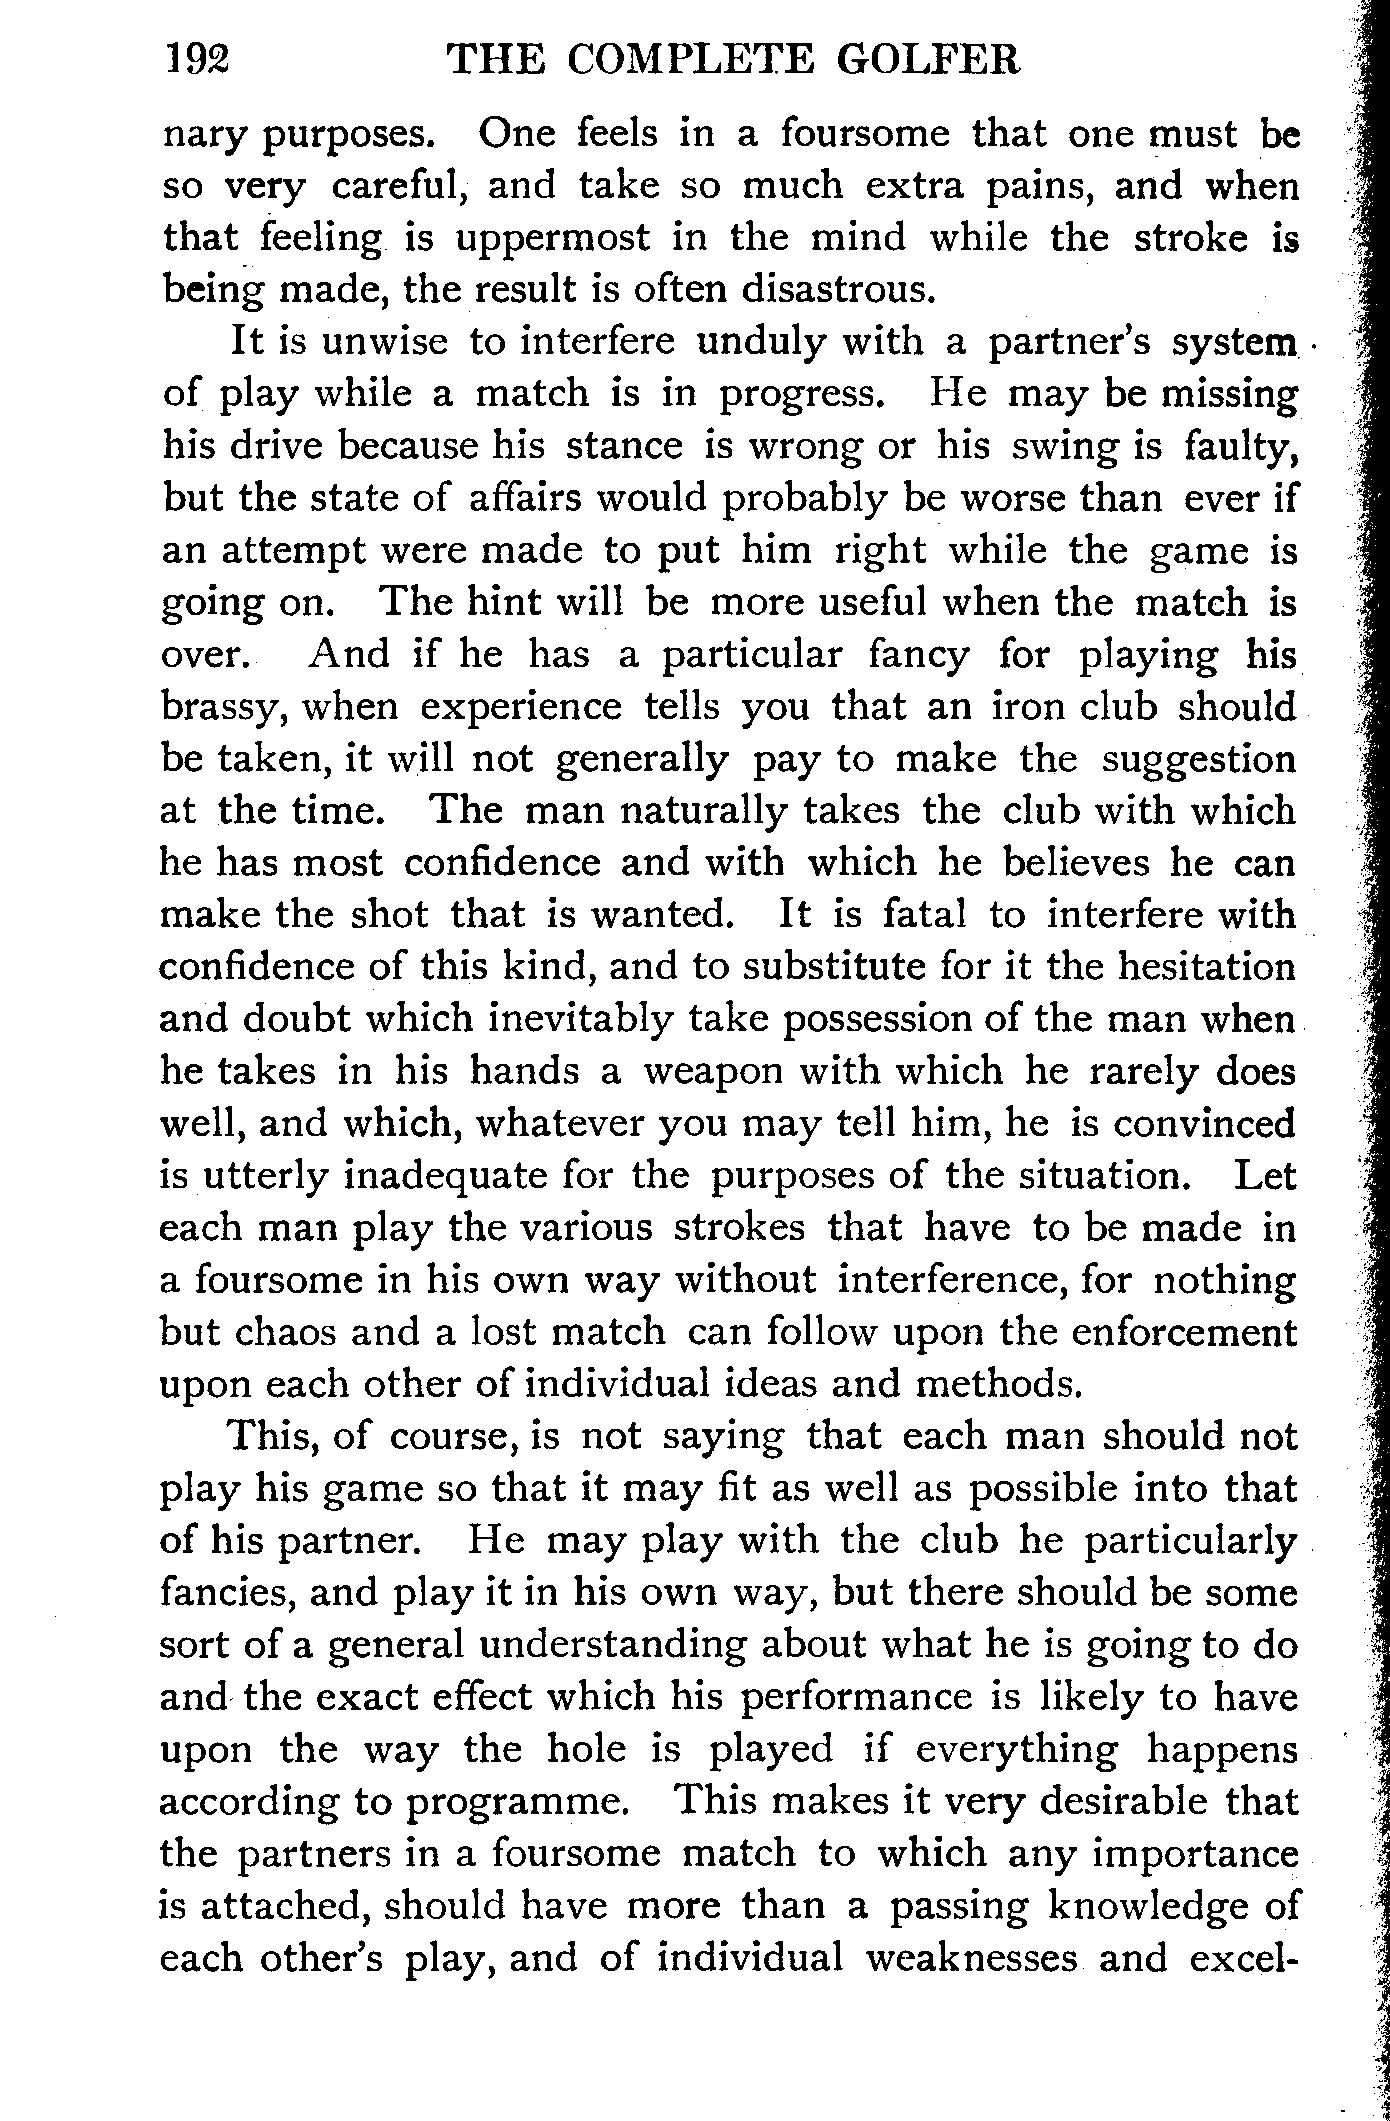 192 THE COMPLETE GOLFER
nary purposes. One feels in a foursome that one must be
so very careful, and take so much extra pains, and when
that feeling is uppermost in the mind while the stroke is
being made, the result is often disastrous.
It is unwise to interfere unduly with a partner's system
of play while a match is in progress. He may be missing
his drive because his stance is wrong or his swing is faulty,
but the state of affairs would probably be worse than ever if
an attempt were made to put him right while the game is
going on. The hint will be more useful when the match is
over. And if he has a particular fancy for playing his
brassy, when experience tells you that an iron club should
be taken, it will not generally pay to make the suggestion
at the time. The man naturally takes the club with which
he has most confidence and with which he believes he can
make the shot that is wanted. It is fatal to interfere with
confidence of this kind, and to substitute for it the hesitation
and doubt which inevitably take possession of the man when
he takes in his hands a weapon with which he rarely does
well, and which, whatever you may tell him, he is convinced
is utterly inadequate for the purposes of the situation. Let
each man play the various strokes that have to be made in
a foursome in his own way without interference, for nothing
but chaos and a lost match can follow upon the enforcement
upon each other of individual ideas and methods.
This, of course, is not saying that each man should not
play his game so that it may fit as well as possible into that
of his partner. He may play with the club he particularly
fancies, and play it in his own way, but there should be some
sort of a general understanding about what he is going to do
and the exact effect which his performance is likely to have
upon the way the hole is played if everything happens
according to programme. This makes it very desirable that
the partners in a foursome match to which any importance
is attached, should have more than a passing knowledge of
each other's play, and of individual weaknesses and excel-